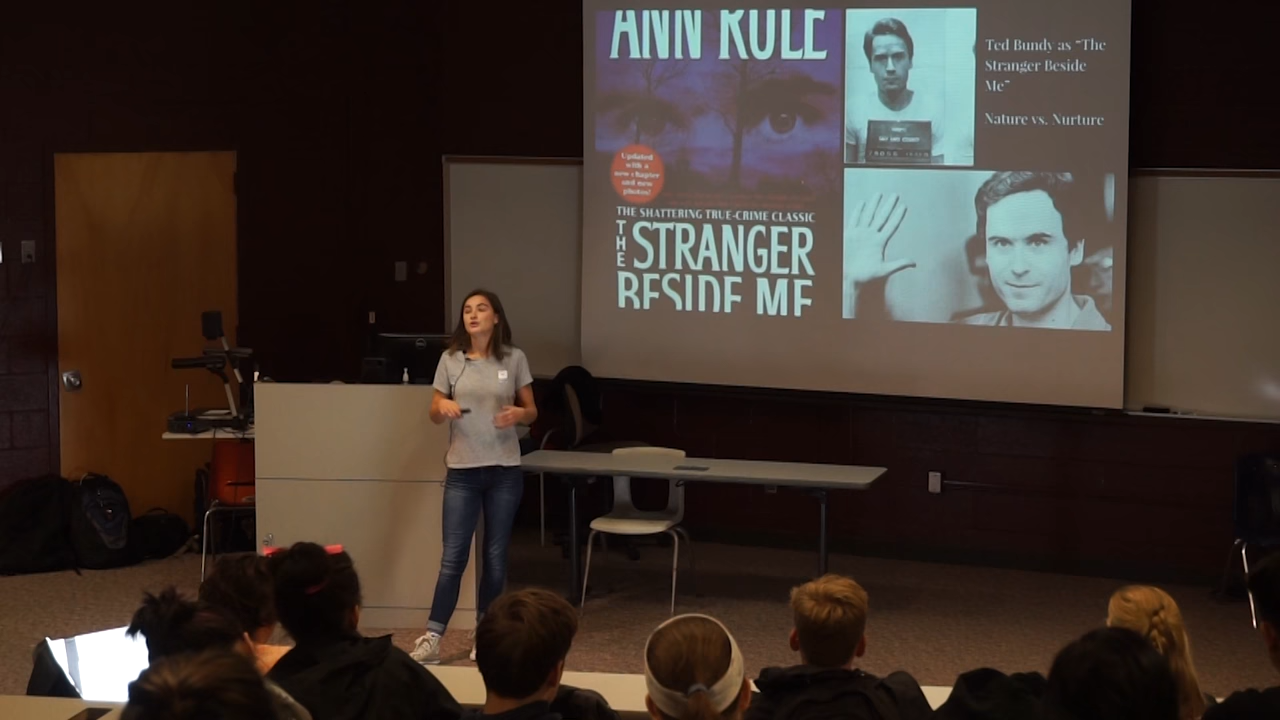 ANN RULE
Updated
with a
new chapter
and new
photos!
THE SHATTERING TRUE-CRIME CLASSIC
THE
STRANGER
BESIDE ME
Ted Bundy as "The
Stranger Beside
Me"
Nature vs. Nurture